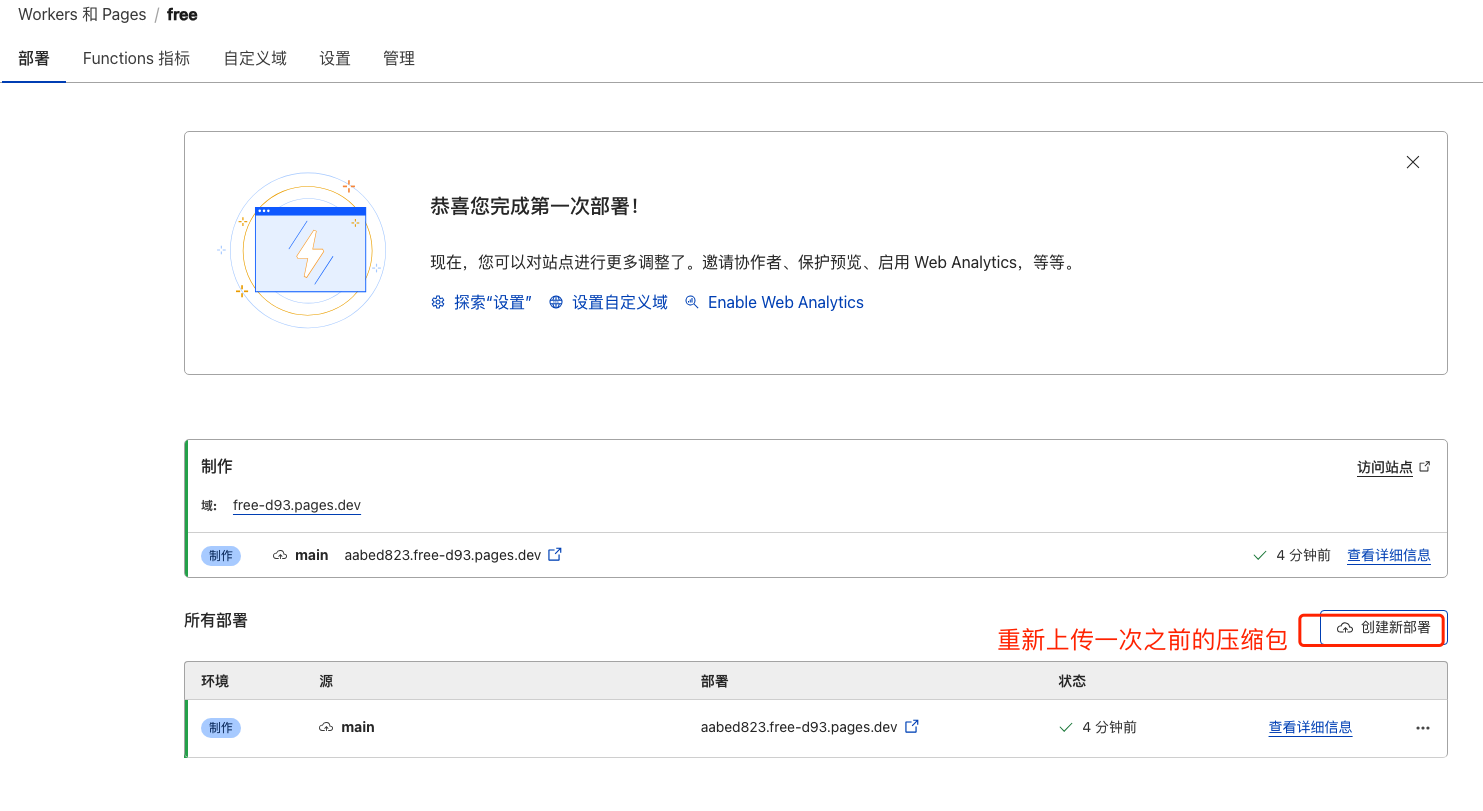 Workers 和 Pages / free
部署 Functions 指标 自定义域 设置 管理
恭喜您完成第一次部署！
现在，您可以对站点进行更多调整了。邀请协作者、保护预览、启用 Web Analytics，等等。
探索“设置” 设置自定义域 Enable Web Analytics
制作 访问站点
域： free-d93.pages.dev
制作 main aabed823.free-d93.pages.dev 4 分钟前 查看详细信息
所有部署 重新上传一次之前的压缩包 创建新部署
环境 源 部署 状态
制作 main aabed823.free-d93.pages.dev 4 分钟前 查看详细信息